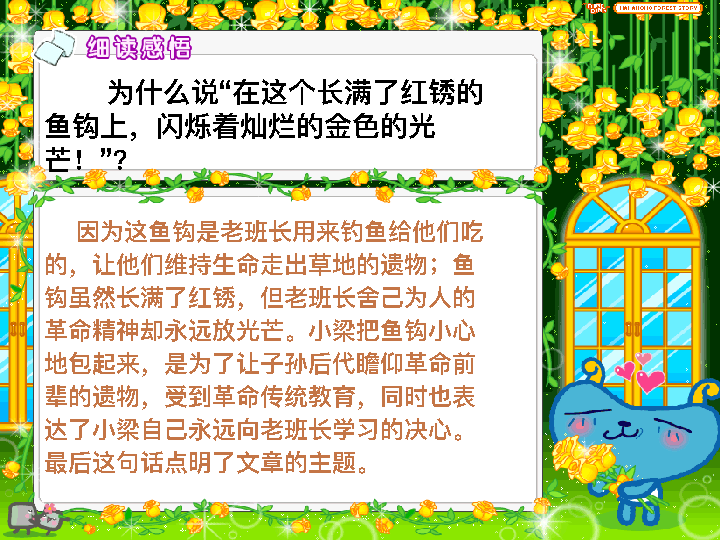 细读感悟
为什么说“在这个长满了红锈的
鱼钩上，闪烁着灿烂的金色的光
芒！”？
因为这鱼钩是老班长用来钓鱼给他们吃
的，让他们维持生命走出草地的遗物；鱼
钩虽然长满了红锈，但老班长舍己为人的
革命精神却永远放光芒。小梁把鱼钩小心
地包起来，是为了让子孙后代瞻仰革命前
辈的遗物，受到革命传统教育，同时也表
达了小梁自己永远向老班长学习的决心。
最后这句话点明了文章的主题。